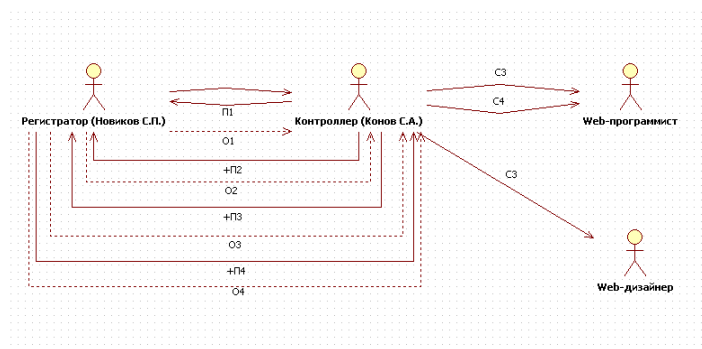 С3
П1
С4
Регистратор (Новиков С.П.)
Контроллер (Конов С.А.)
Web-программист
О1
+П2
С3
О2
+П3
О3
+П4
О4
Web-дизайнер